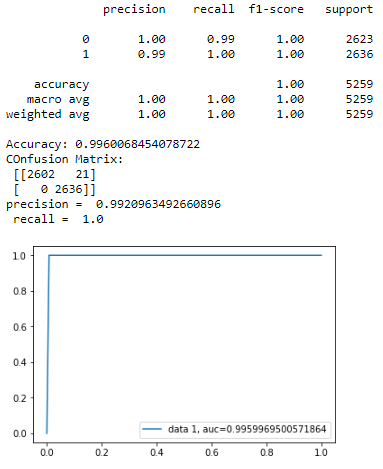 precision recall f1-score support
0 1.00 0.99 1.00 2623
1 0.99 1.00 1.00 2636
accuracy 1.00 5259
macro avg 1.00 1.00 1.00 5259
weighted avg 1.00 1.00 1.00 5259
Accuracy: 0.9960068454078722
COnfusion Matrix:
[[2602 21]
[ 0 2636]]
precision = 0.9920963492660896
recall = 1.0
1.0
0.8
0.6
0.4
0.2
0.0
data 1, auc=0.9959969500571864
0.0 0.2 0.4 0.6 0.8 1.0